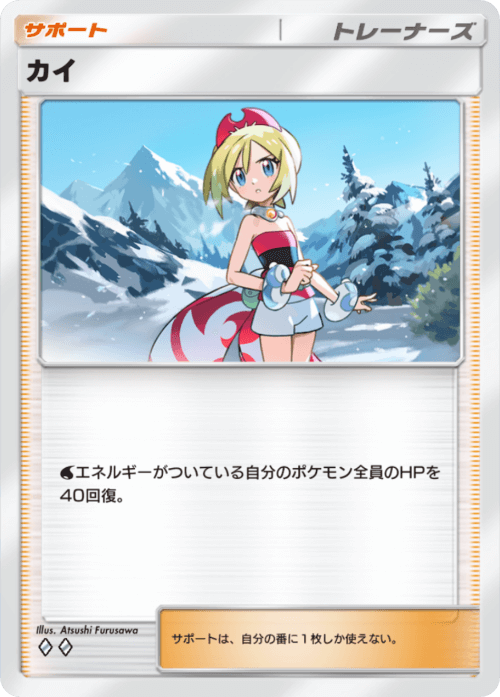 サポート
トレーナーズ
カイ
エネルギーがついている自分のポケモン全員のHPを
40回復。
Illus. Atsushi Furusawa
サポートは、自分の番に1枚しか使えない。